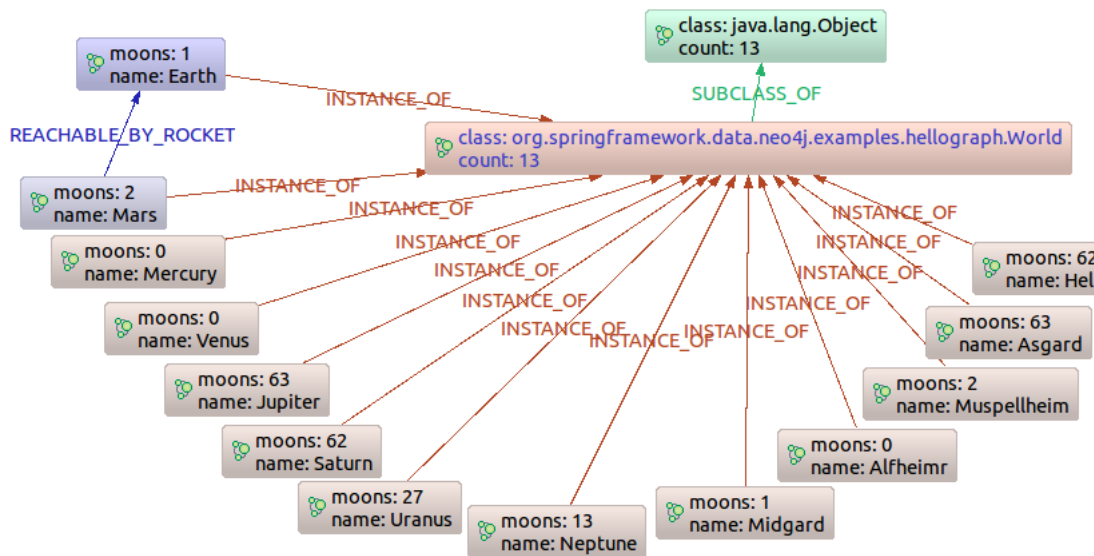 moons: 1
name: Earth
class: java.lang.Object
count: 13
INSTANCE_OF
SUBCLASS_OF
REACHABLE_BY_ROCKET
class: org.springframework.data.neo4j.examples.hellograph.World
count: 13
moons: 2
name: Mars
INSTANCE_OF
INSTANCE_OF
INSTANCE_OF
moons: 0
name: Mercury
INSTANCE_OF
INSTANCE_OF
moons: 62
name: Hel
INSTANCE_OF
INSTANCE_OF
moons: 0
name: Venus
INSTANCE_OF
INSTANCE_OF
INSTANCE_OF
INSTANCE_OF
INSTANCE_OF
moons: 63
name: Asgard
moons: 63
name: Jupiter
moons: 2
name: Muspellheim
moons: 62
name: Saturn
moons: 0
name: Alfheimr
moons: 27
name: Uranus
moons: 13
name: Neptune
moons: 1
name: Midgard